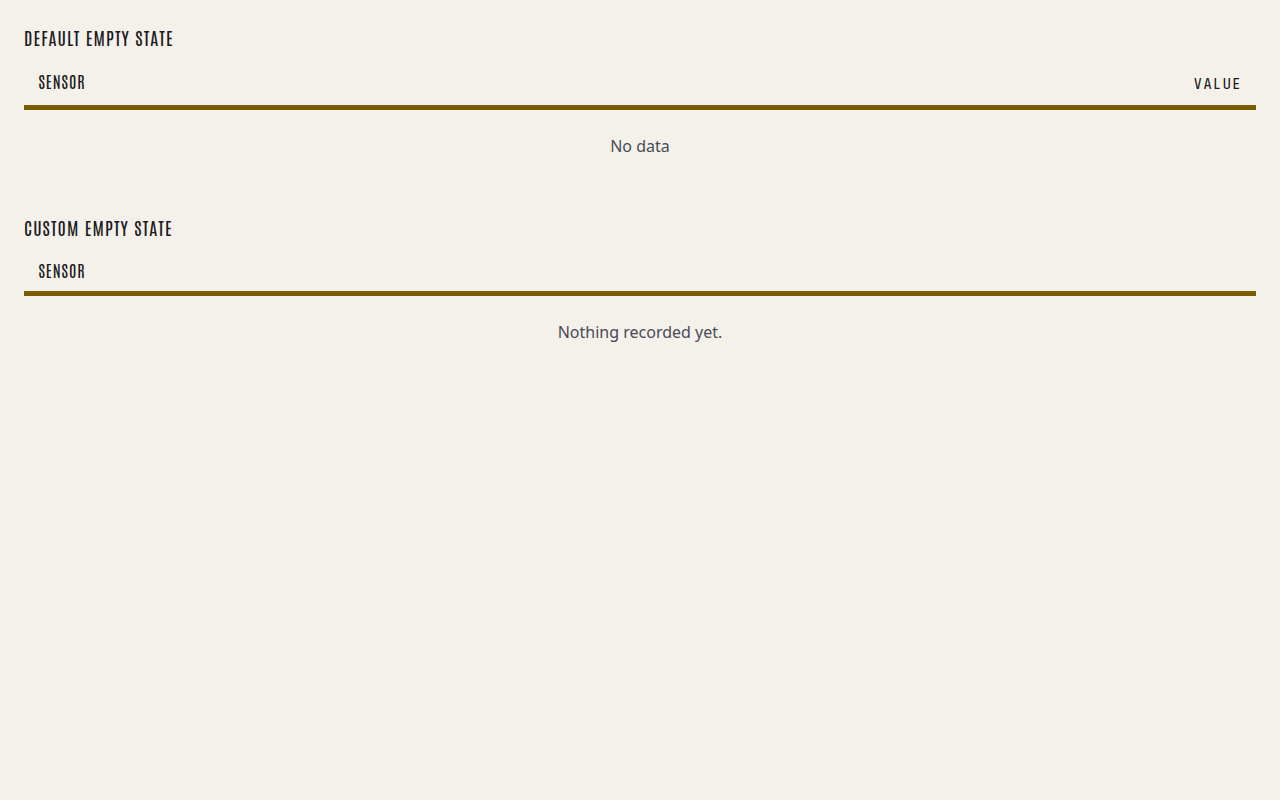 DEFAULT EMPTY STATE
SENSOR VALUE
No data
CUSTOM EMPTY STATE
SENSOR
Nothing recorded yet.